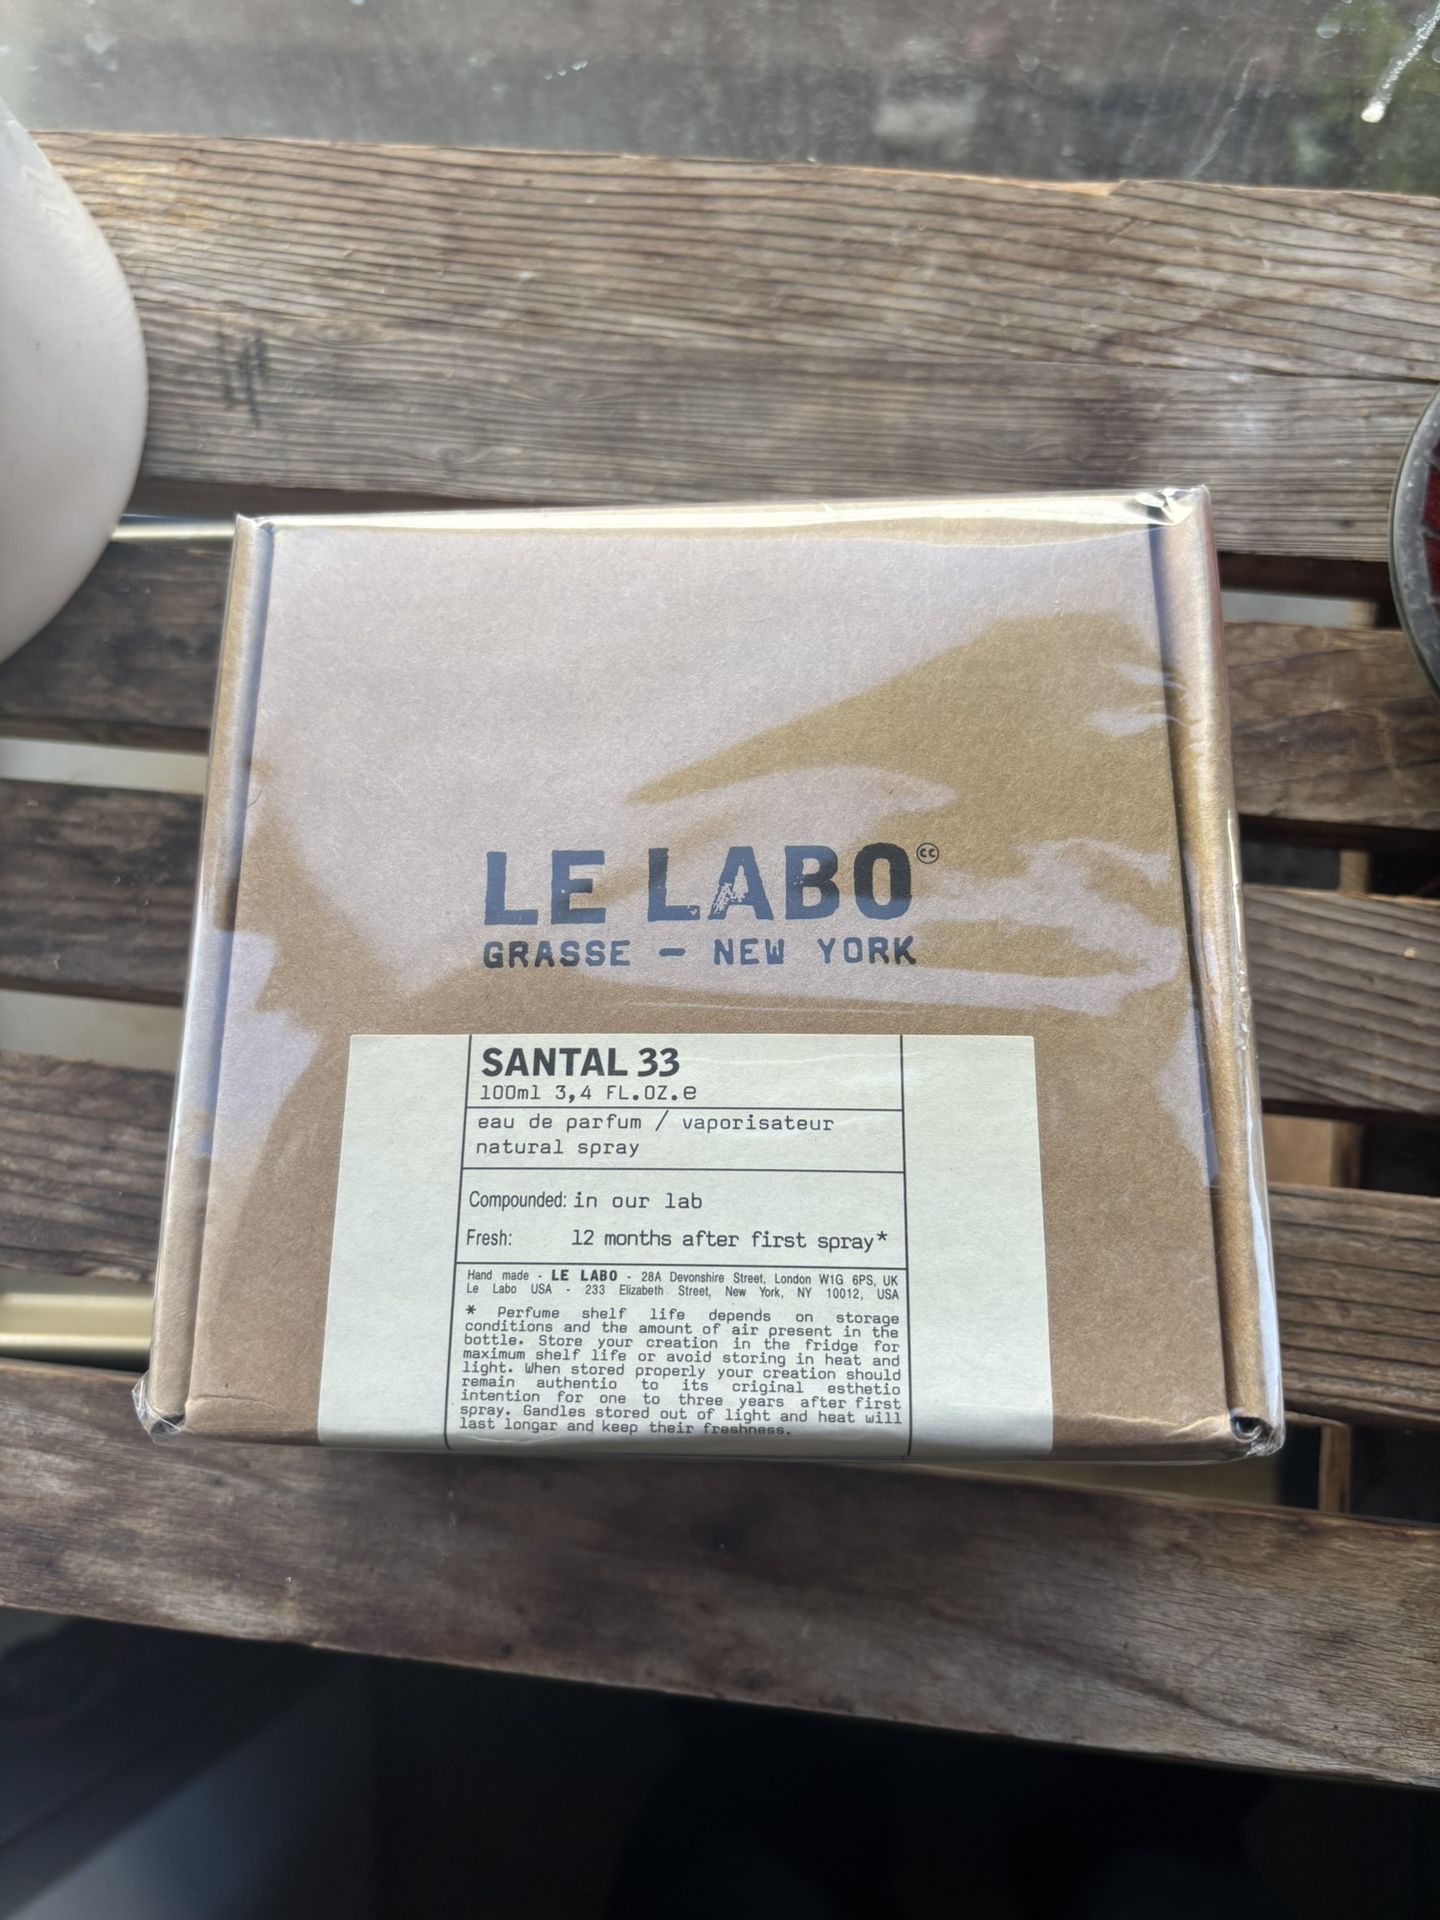 LE LABO
GRASSE – NEW YORK
SANTAL 33
100ml 3,4 FL.OZ.e
eau de parfum / vaporisateur
natural spray
Compounded: in our lab
Fresh: 12 months after first spray*
Hand made - LE LABO - 28A Devonshire Street, London W1G 6PS, UK
Le Labo USA - 233 Elizabeth Street, New York, NY 10012, USA
* Perfume shelf life depends on storage
conditions and the amount of air present in the
bottle. Store your creation in the fridge for
maximum shelf life or avoid storing in heat and
light. When stored properly your creation should
remain authentio to its criginal esthetio
intention for one to three years after first
spray. Gandles stored out of light and heat will
last longar and keep their freshness.